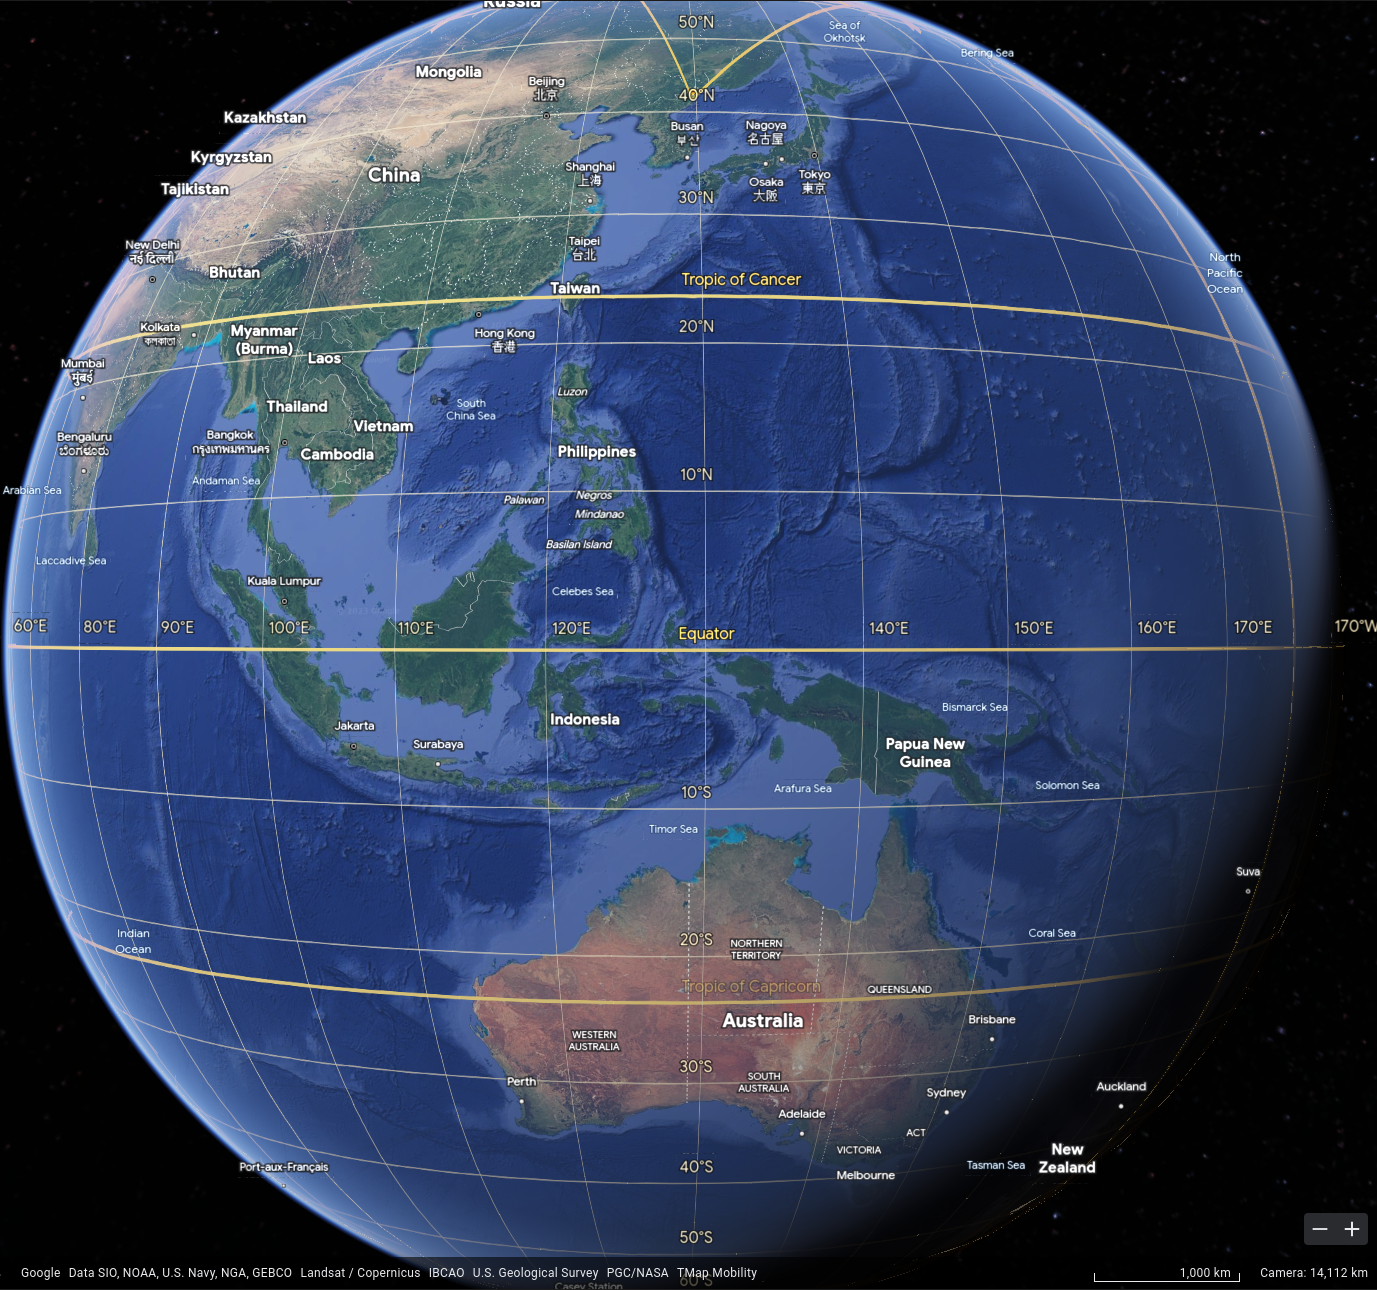 Russia
50°N
Sea of
Okhotsk
Bering Sea
Mongolia
Beijing
北京
40°N
Kazakhstan
Busan
부산
Nagoya
名古屋
Kyrgyzstan
China
Shanghai
上海
Tajikistan
Osaka
大阪
Tokyo
東京
30°N
New Delhi
नई दिल्ली
Taipei
台北
Bhutan
North
Pacific
Ocean
Tropic of Cancer
Taiwan
Kolkata
কলকাতা
Myanmar
(Burma)
20°N
Hong Kong
香港
Laos
Mumbai
मुंबई
Luzon
Thailand
South
China Sea
Vietnam
Bengaluru
ಬೆಂಗಳೂರು
Bangkok
กรุงเทพมหานคร
Cambodia
Philippines
10°N
Andaman Sea
Arabian Sea
Palawan
Negros
Mindanao
Basilan Island
Laccadive Sea
Kuala Lumpur
Celebes Sea
60°E
80°E
90°E
100°E
110°E
120°E
Equator
140°E
150°E
160°E
170°E
170°W
Bismarck Sea
Indonesia
Jakarta
Surabaya
Papua New
Guinea
10°S
Arafura Sea
Solomon Sea
Timor Sea
Suva
Indian
Ocean
20°S
NORTHERN
TERRITORY
Coral Sea
Tropic of Capricorn
QUEENSLAND
Australia
Brisbane
WESTERN
AUSTRALIA
30°S
SOUTH
AUSTRALIA
Perth
Sydney
Auckland
Adelaide
ACT
VICTORIA
New
Zealand
Port-aux-Français
40°S
Melbourne
Tasman Sea
50°S
Google Data SIO, NOAA, U.S. Navy, NGA, GEBCO Landsat / Copernicus IBCAO U.S. Geological Survey PGC/NASA TMap Mobility
1,000 km
Camera: 14,112 km
60°S
Casey Station